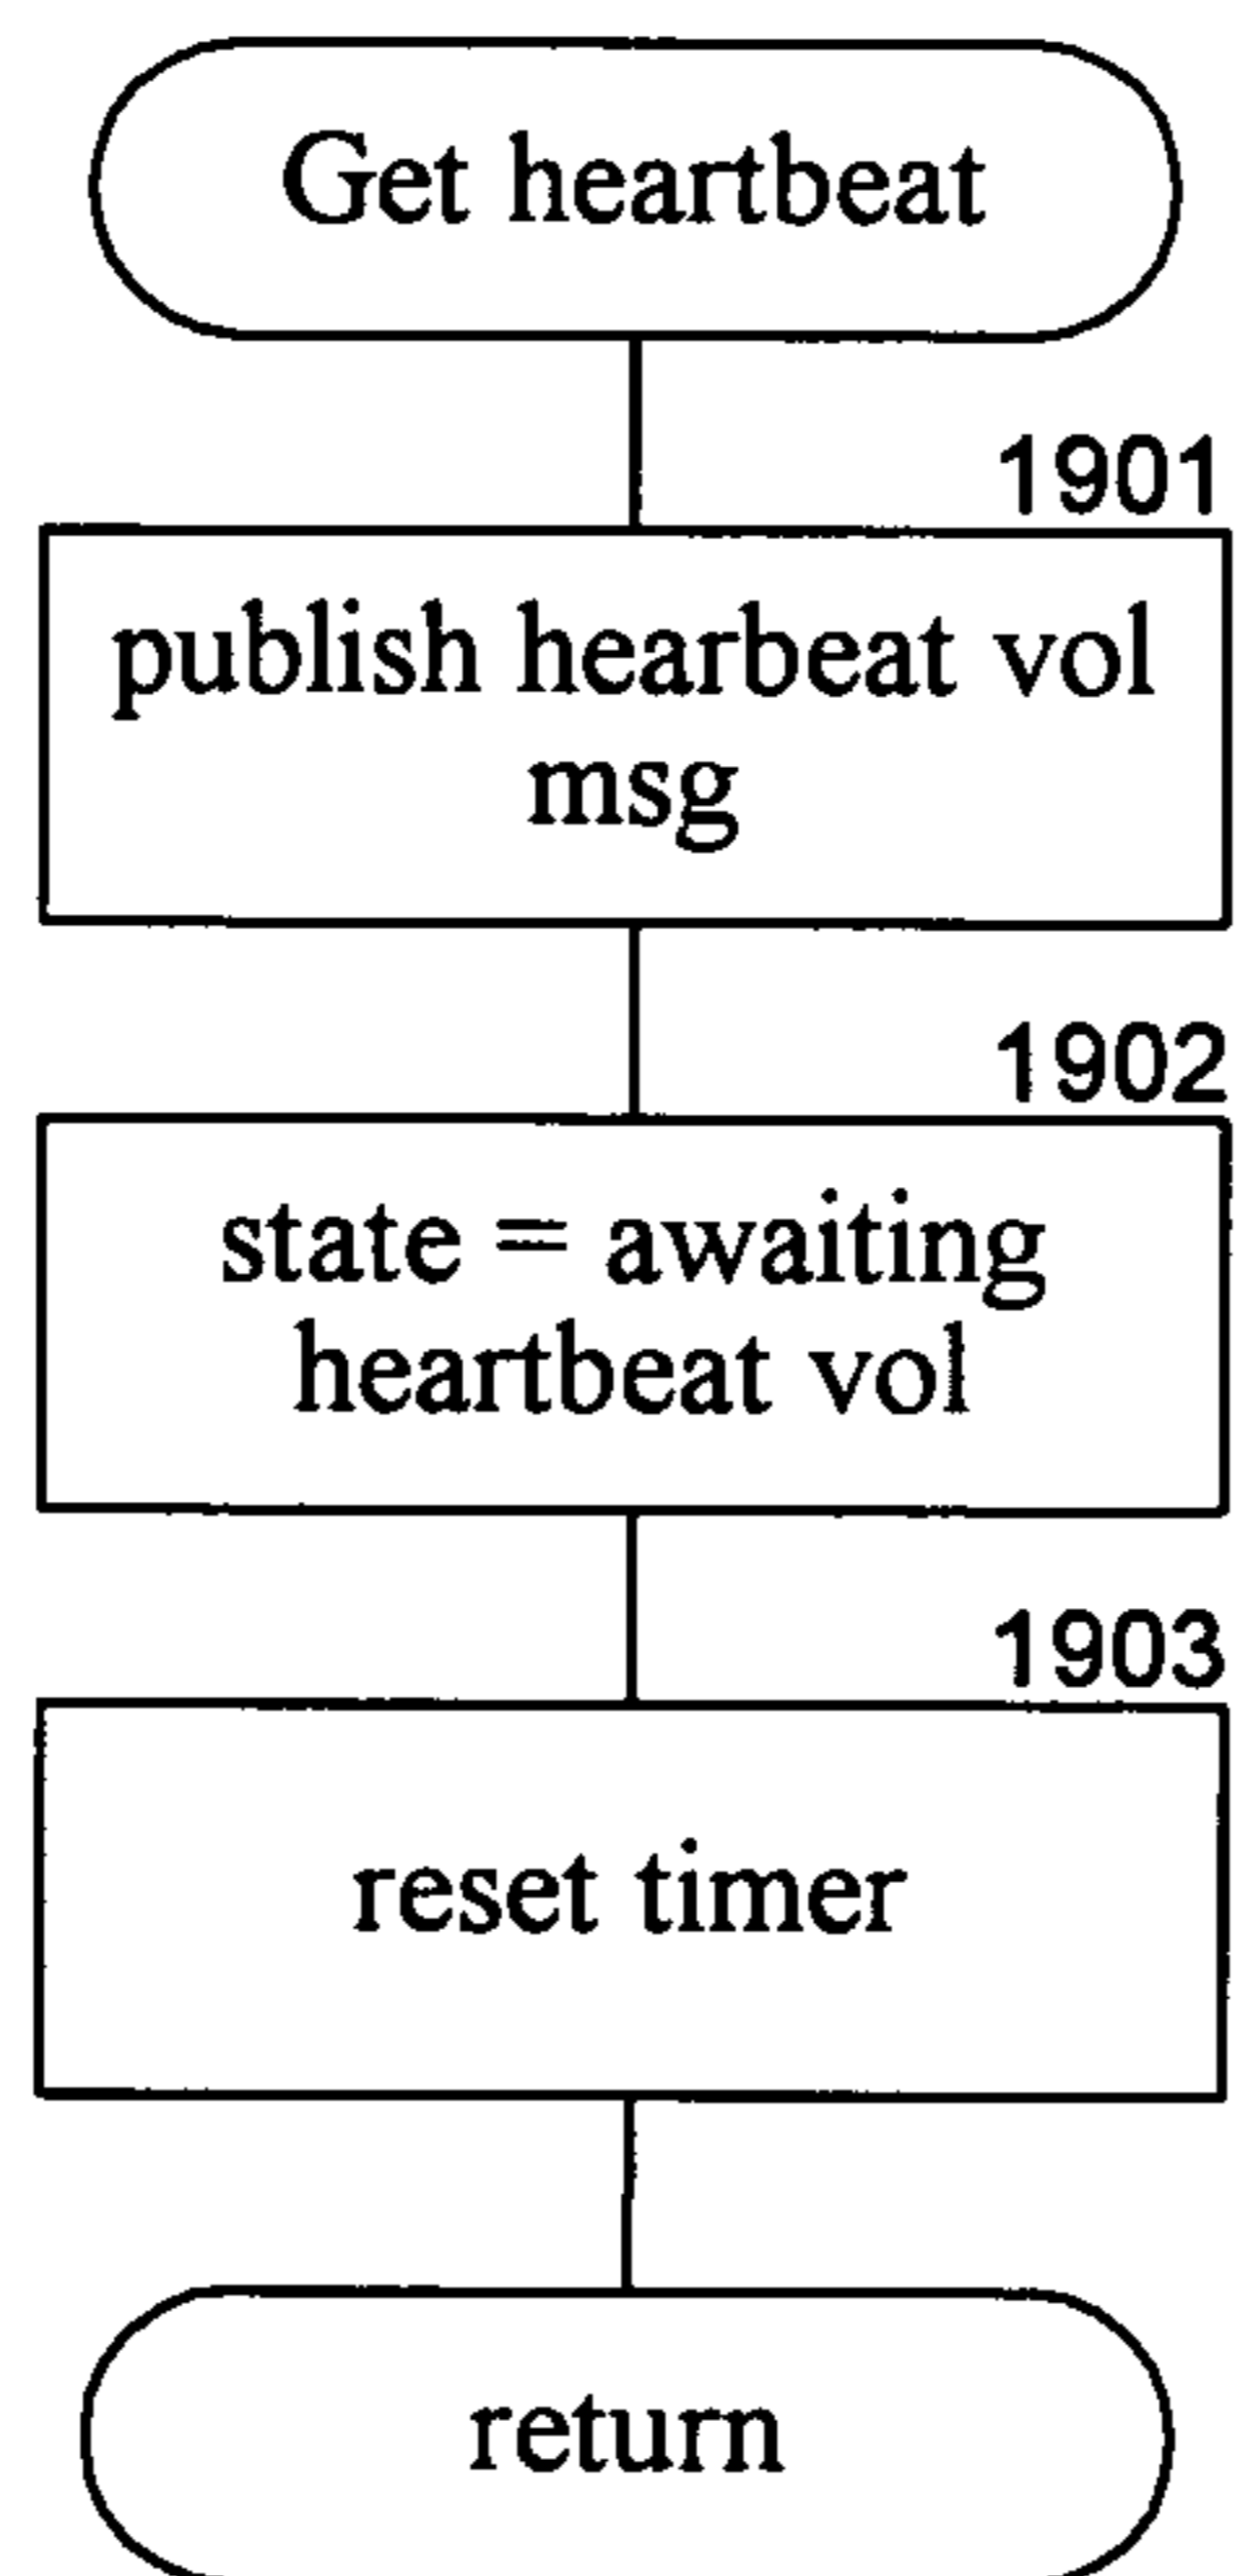 Get heartbeat
1901
publish hearbeat vol
msg
1902
state = awaiting
heartbeat vol
1903
reset timer
return